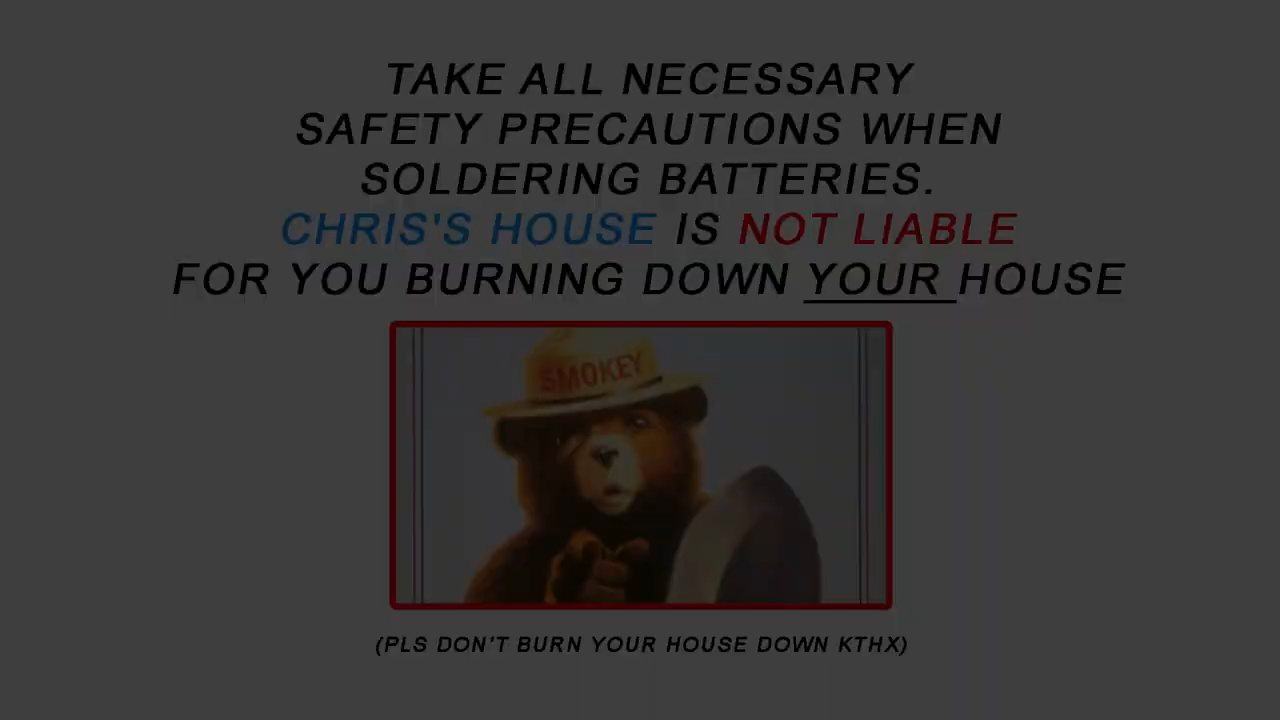 TAKE ALL NECESSARY
SAFETY PRECAUTIONS WHEN
SOLDERING BATTERIES.
CHRIS'S HOUSE IS NOT LIABLE
FOR YOU BURNING DOWN YOUR HOUSE
SMOKEY
(PLS DON'T BURN YOUR HOUSE DOWN KTHX)